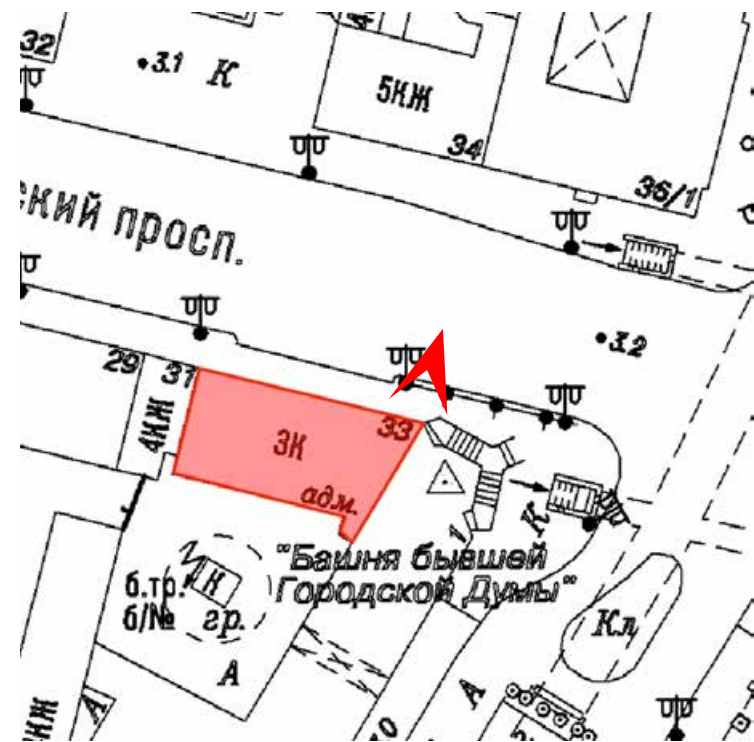 32
3.1 К
5КЖ
34
36/1
ский просп.
3.2
29
31
4КЖ
33
3К
адм.
К
1
"Башня бывшей
Городской Думы"
К
б.тр.
б/№
гр.
А
Кл
А
А
КЖ